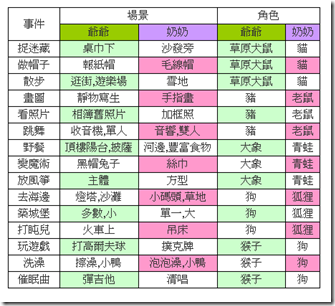 事件 場景 角色
爺爺 奶奶 爺爺 奶奶
捉迷藏 桌巾下 沙發旁 草原犬鼠 貓
做帽子 報紙帽 毛線帽 草原犬鼠 貓
散步 逛街,遊樂場 雪地 草原犬鼠 貓
畫圖 靜物寫生 手指畫 豬 老鼠
看照片 相簿舊照片 加框照 豬 老鼠
跳舞 收音機,單人 音響,雙人 豬 老鼠
野餐 頂樓陽台,披薩 河邊,豐富食物 大象 青蛙
變魔術 黑帽兔子 絲巾 大象 青蛙
放風箏 主體 方型 大象 青蛙
去海邊 燈塔,沙灘 小碼頭,草地 狗 狐狸
築城堡 多數,小 單一,大 狗 狐狸
打盹兒 火車上 吊床 狗 狐狸
玩遊戲 打高爾夫球 撲克牌 猴子 狗
洗澡 擦澡,小鴨 泡泡澡,小鴨 猴子 狗
催眠曲 彈吉他 清唱 猴子 狗